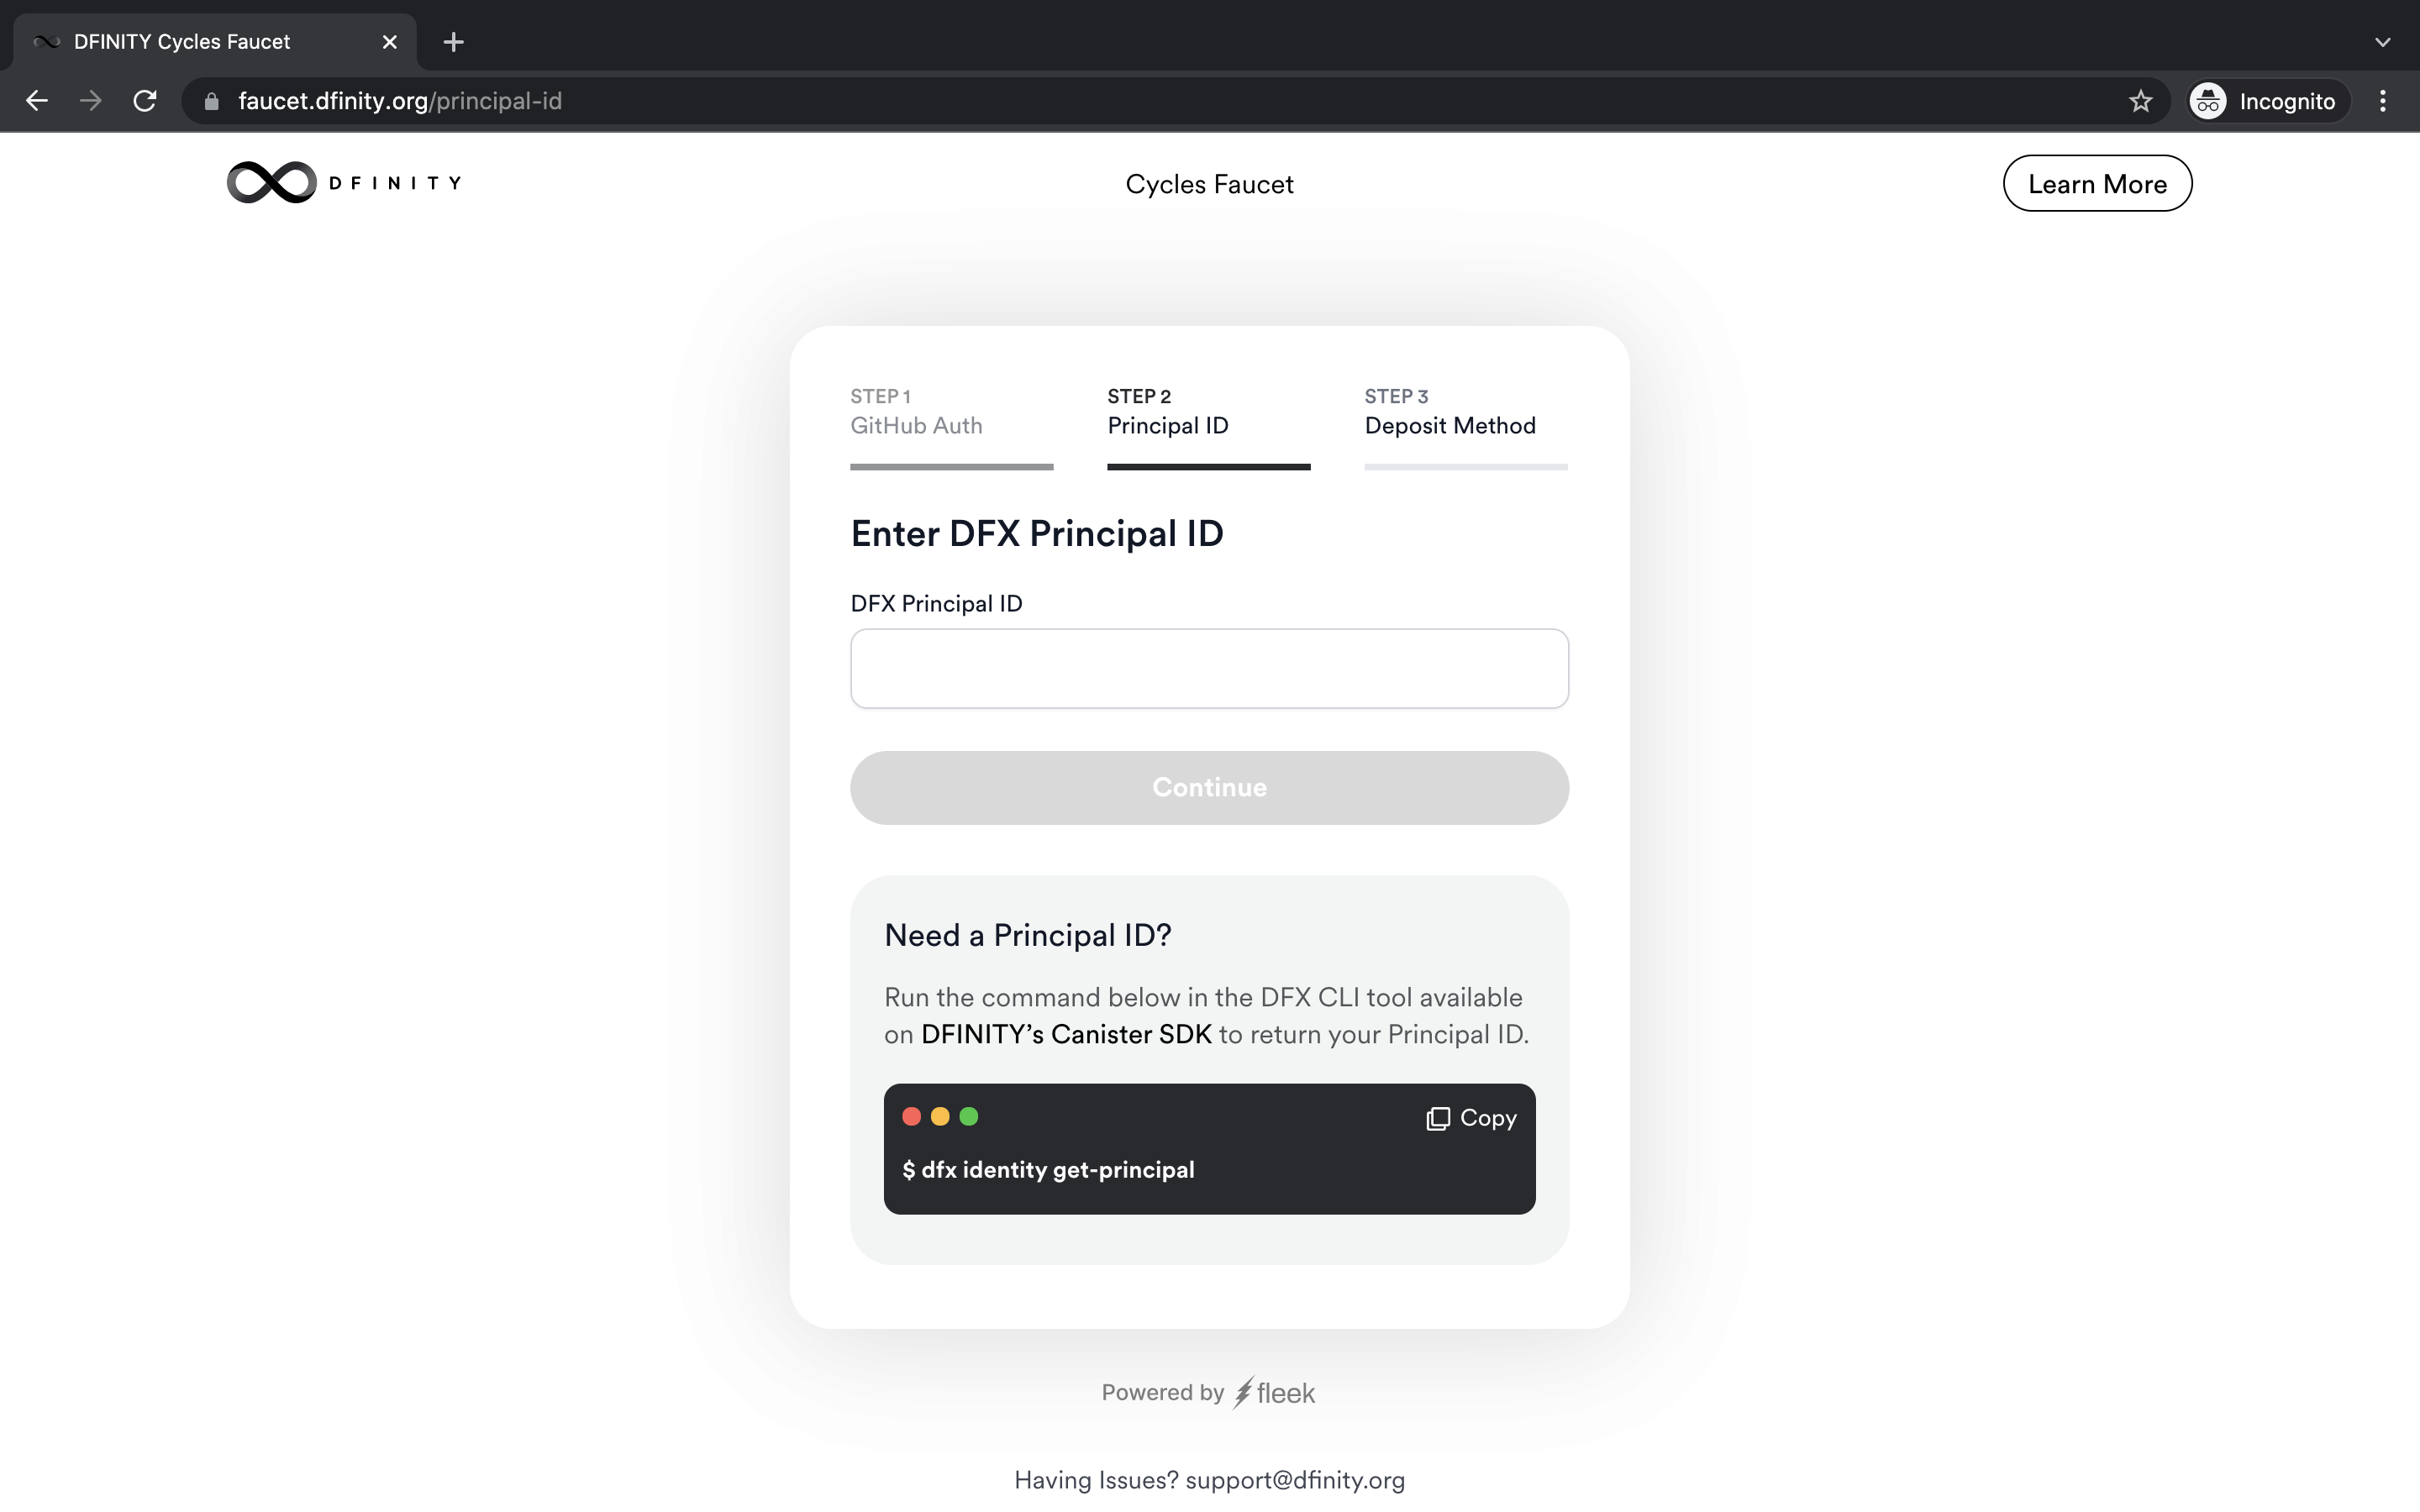 DFINITY Cycles Faucet
faucet.dfinity.org/principal-id
Incognito
DFINITY
Cycles Faucet
Learn More
STEP 1
GitHub Auth
STEP 2
Principal ID
STEP 3
Deposit Method
Enter DFX Principal ID
DFX Principal ID
Continue
Need a Principal ID?
Run the command below in the DFX CLI tool available
on DFINITY’s Canister SDK to return your Principal ID.
Copy
$ dfx identity get-principal
Powered by fleek
Having Issues? support@dfinity.org